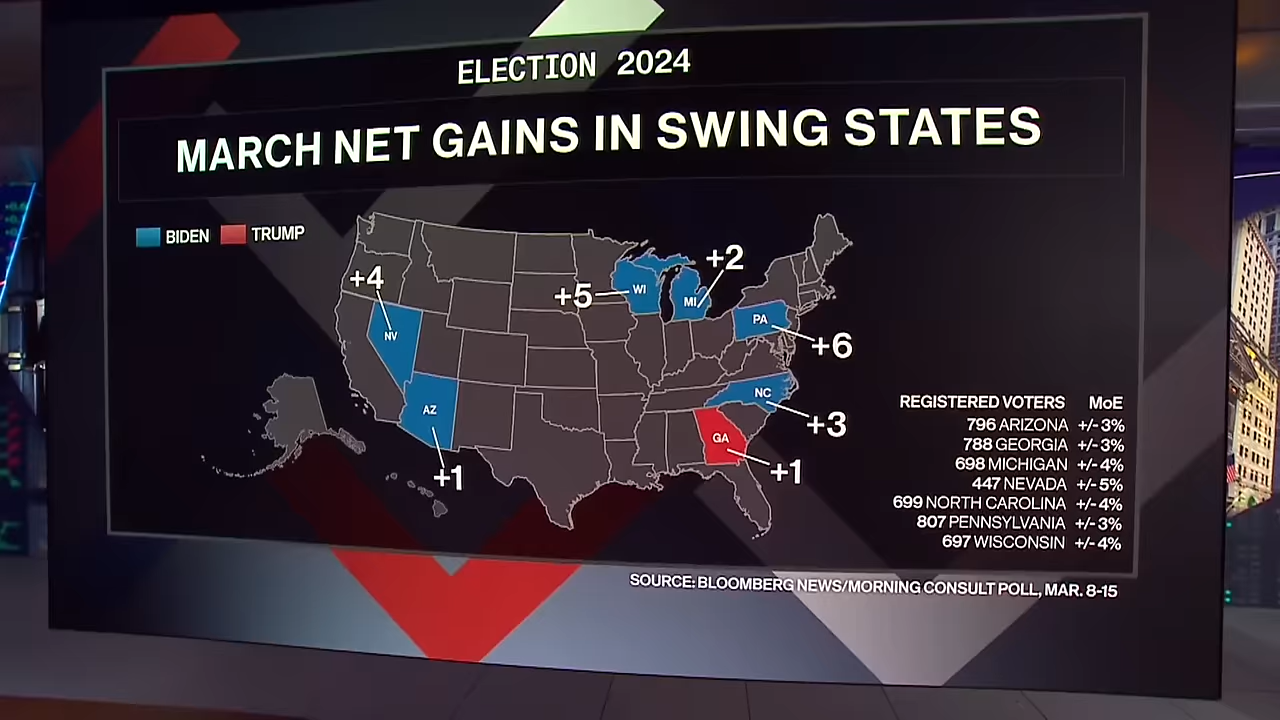 ELECTION 2024
MARCH NET GAINS IN SWING STATES
BIDEN TRUMP
+4
+5
+2
+6
+3
+1
+1
NV
AZ
WI
MI
PA
NC
GA
REGISTERED VOTERS MoE
796 ARIZONA +/- 3%
788 GEORGIA +/- 3%
698 MICHIGAN +/- 4%
447 NEVADA +/- 5%
699 NORTH CAROLINA +/- 4%
807 PENNSYLVANIA +/- 3%
697 WISCONSIN +/- 4%
SOURCE: BLOOMBERG NEWS/MORNING CONSULT POLL, MAR. 8-15